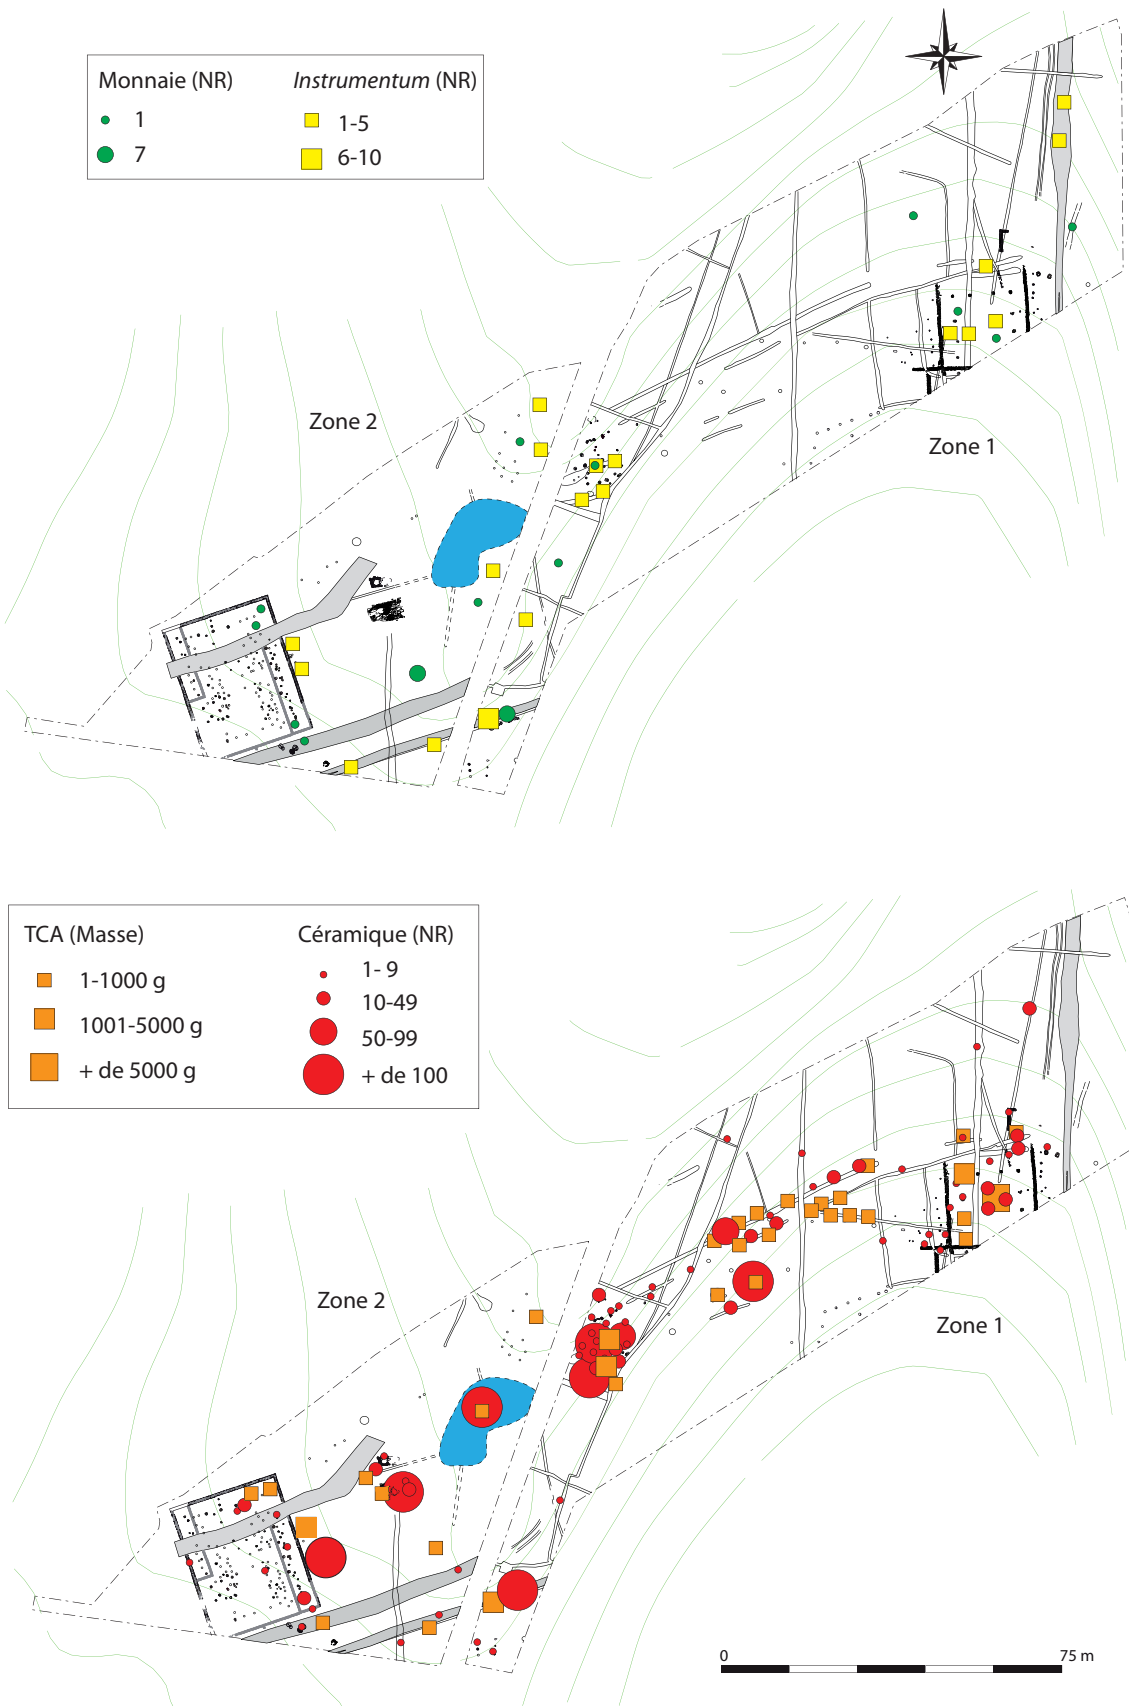 Monnaie (NR)
1
7
Instrumentum (NR)
1-5
6-10
Zone 2
Zone 1
TCA (Masse)
1-1000 g
1001-5000 g
+ de 5000 g
Céramique (NR)
1- 9
10-49
50-99
+ de 100
Zone 2
Zone 1
0 75 m